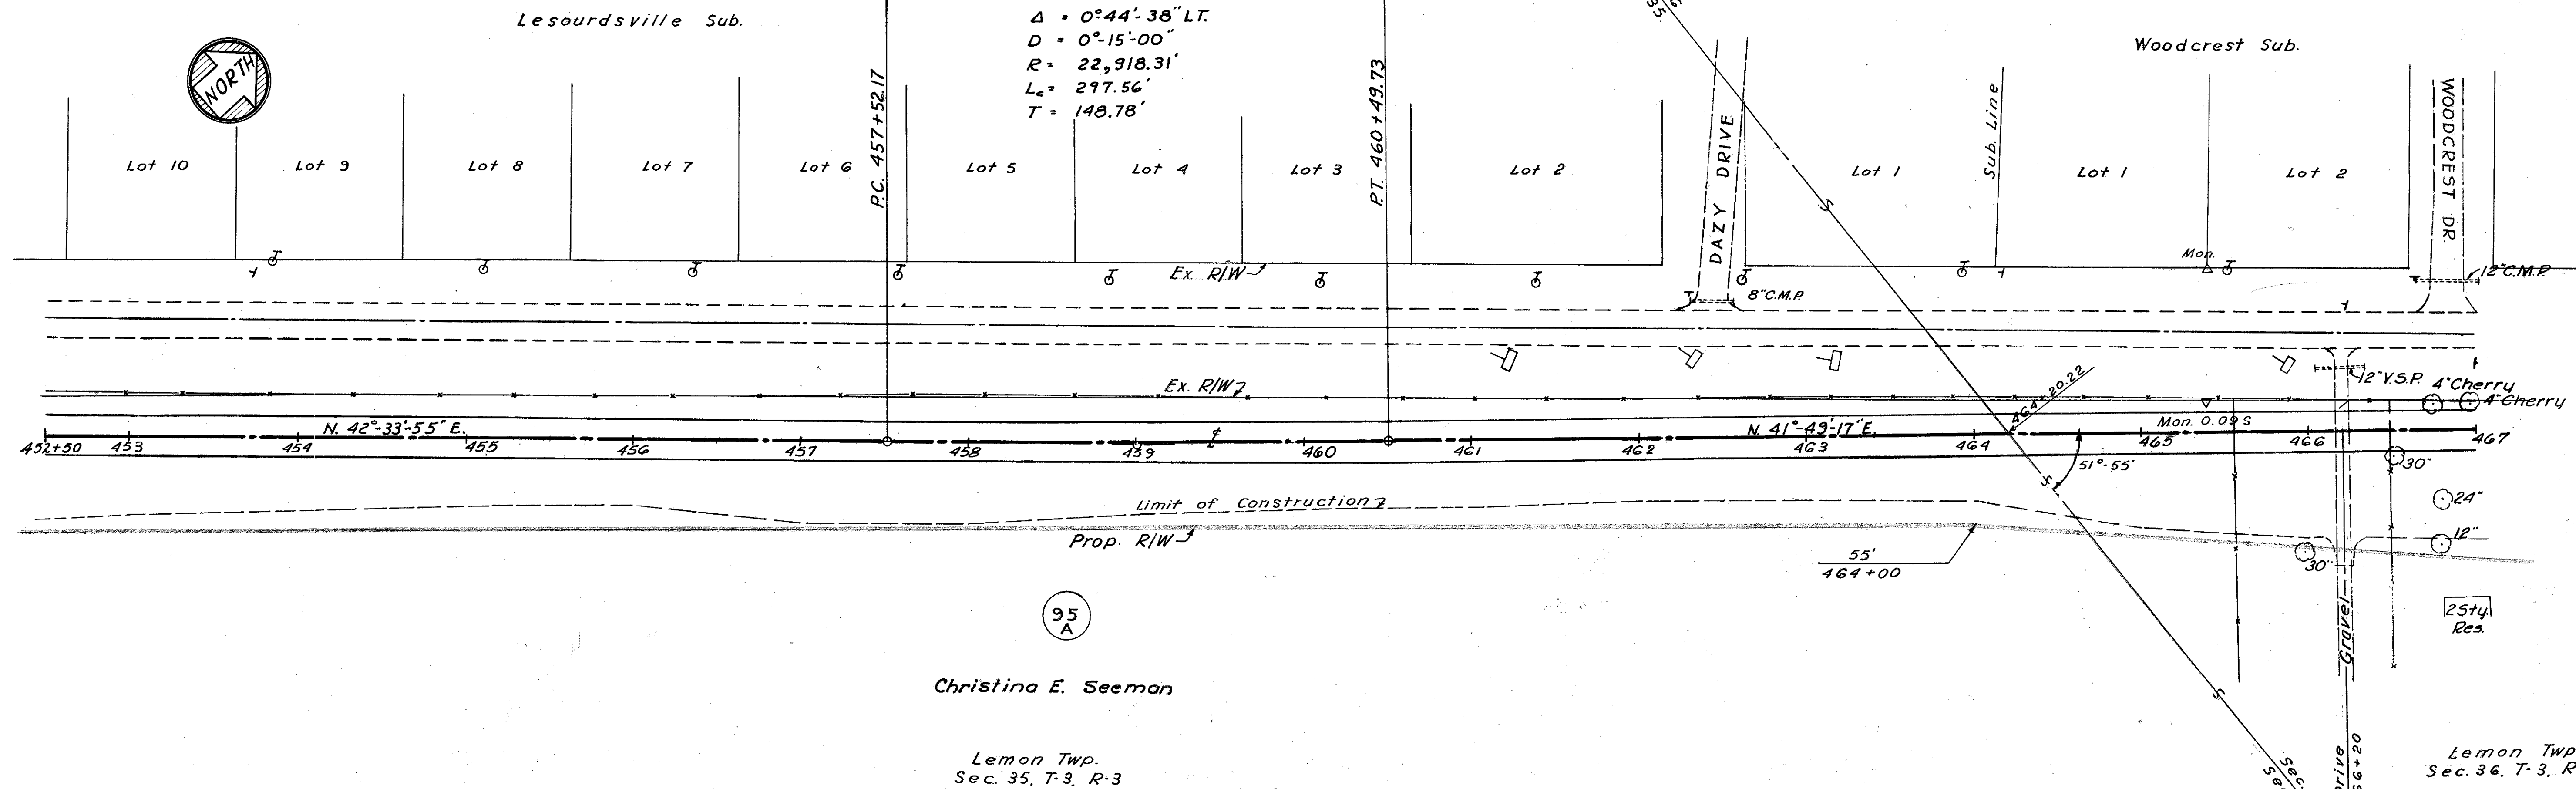 Lesourdsville Sub.
Δ = 0°44'-38" LT.
D = 0°-15'-00"
R = 22,918.31'
Lc = 297.56'
T = 148.78'
Woodcrest Sub.
NORTH
P.C. 457+52.17
P.T. 460+49.73
35
Lot 10
Lot 9
Lot 8
Lot 7
Lot 6
Lot 5
Lot 4
Lot 3
Lot 2
DAZY DRIVE
Lot 1
Sub. Line
Lot 1
Lot 2
WOODCREST DR.
S
Ex. R/W
Mon.
12" C.M.P.
8" C.M.P.
Ex. R/W
464+20.22
12" V.S.P.
4" Cherry
4" Cherry
Mon. 0.09 S
N. 42°-33'-55" E.
℄
N. 41°-49'-17" E.
452+50 453 454 455 456 457 458 459 460 461 462 463 464 465 466 467
51°-55'
S
30"
24"
Limit of Construction
Prop. R/W
55'
464+00
12"
30"
95
A
2 Sty.
Res.
Gravel
Christina E. Seeman
S
Lemon Twp.
Sec. 35, T-3, R-3
Sec.
Lemon Twp
Sec. 36, T-3, R